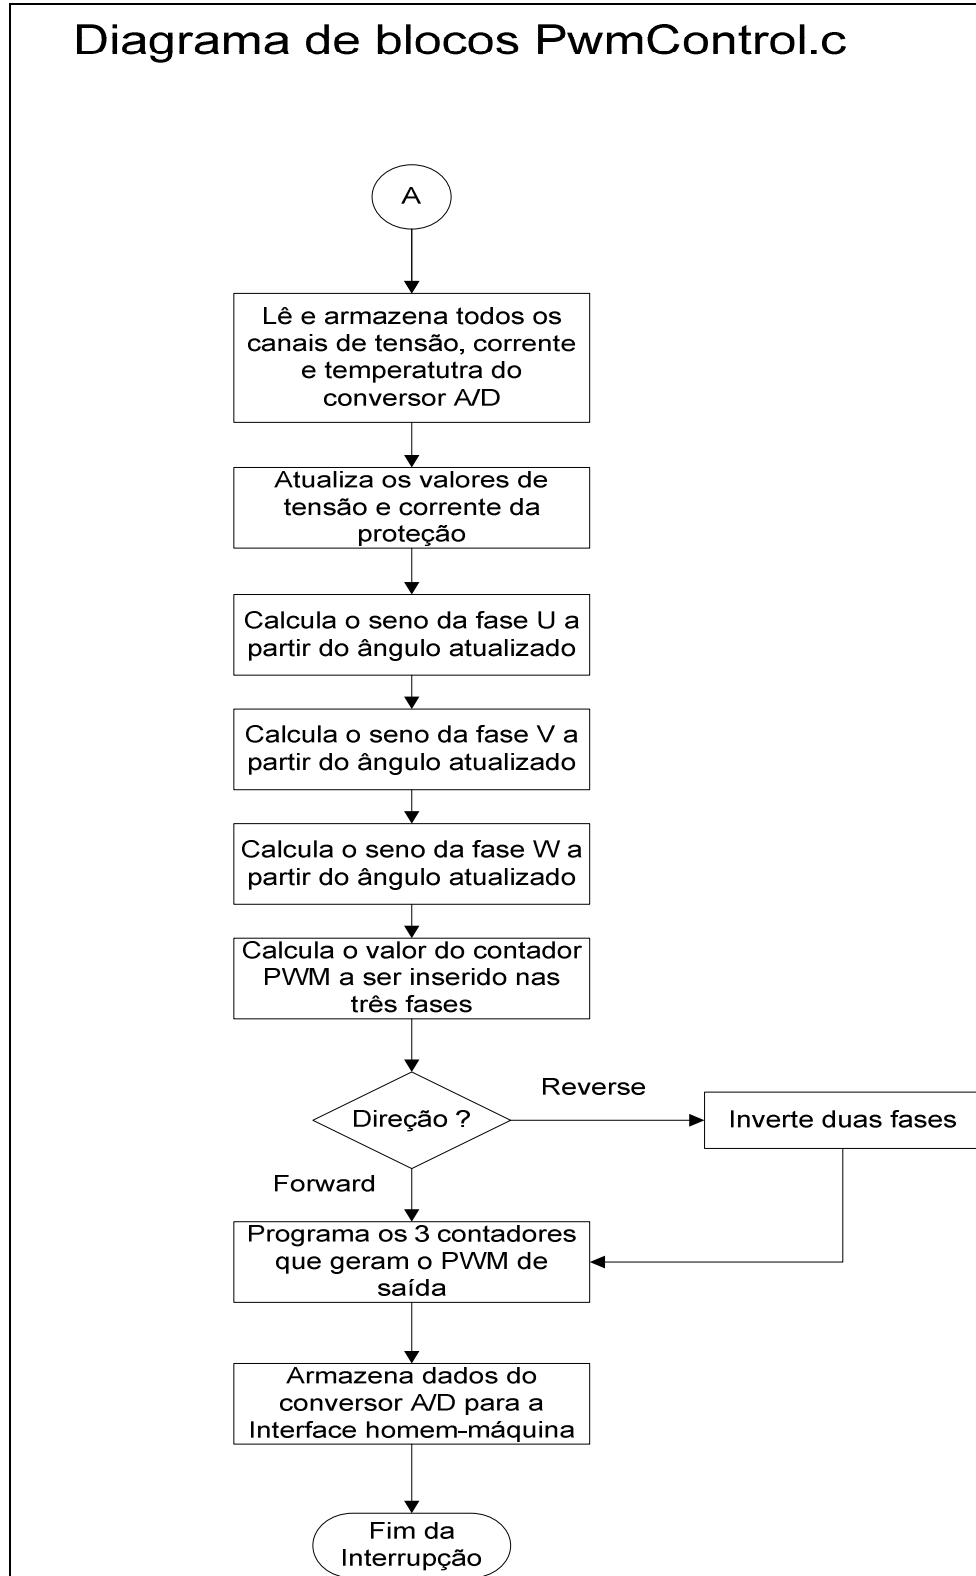 Diagrama de blocos PwmControl.c
A
Lê e armazena todos os
canais de tensão, corrente
e temperatutra do
conversor A/D
Atualiza os valores de
tensão e corrente da
proteção
Calcula o seno da fase U a
partir do ângulo atualizado
Calcula o seno da fase V a
partir do ângulo atualizado
Calcula o seno da fase W a
partir do ângulo atualizado
Calcula o valor do contador
PWM a ser inserido nas
três fases
Direção ?
Reverse
Inverte duas fases
Forward
Programa os 3 contadores
que geram o PWM de
saída
Armazena dados do
conversor A/D para a
Interface homem-máquina
Fim da
Interrupção